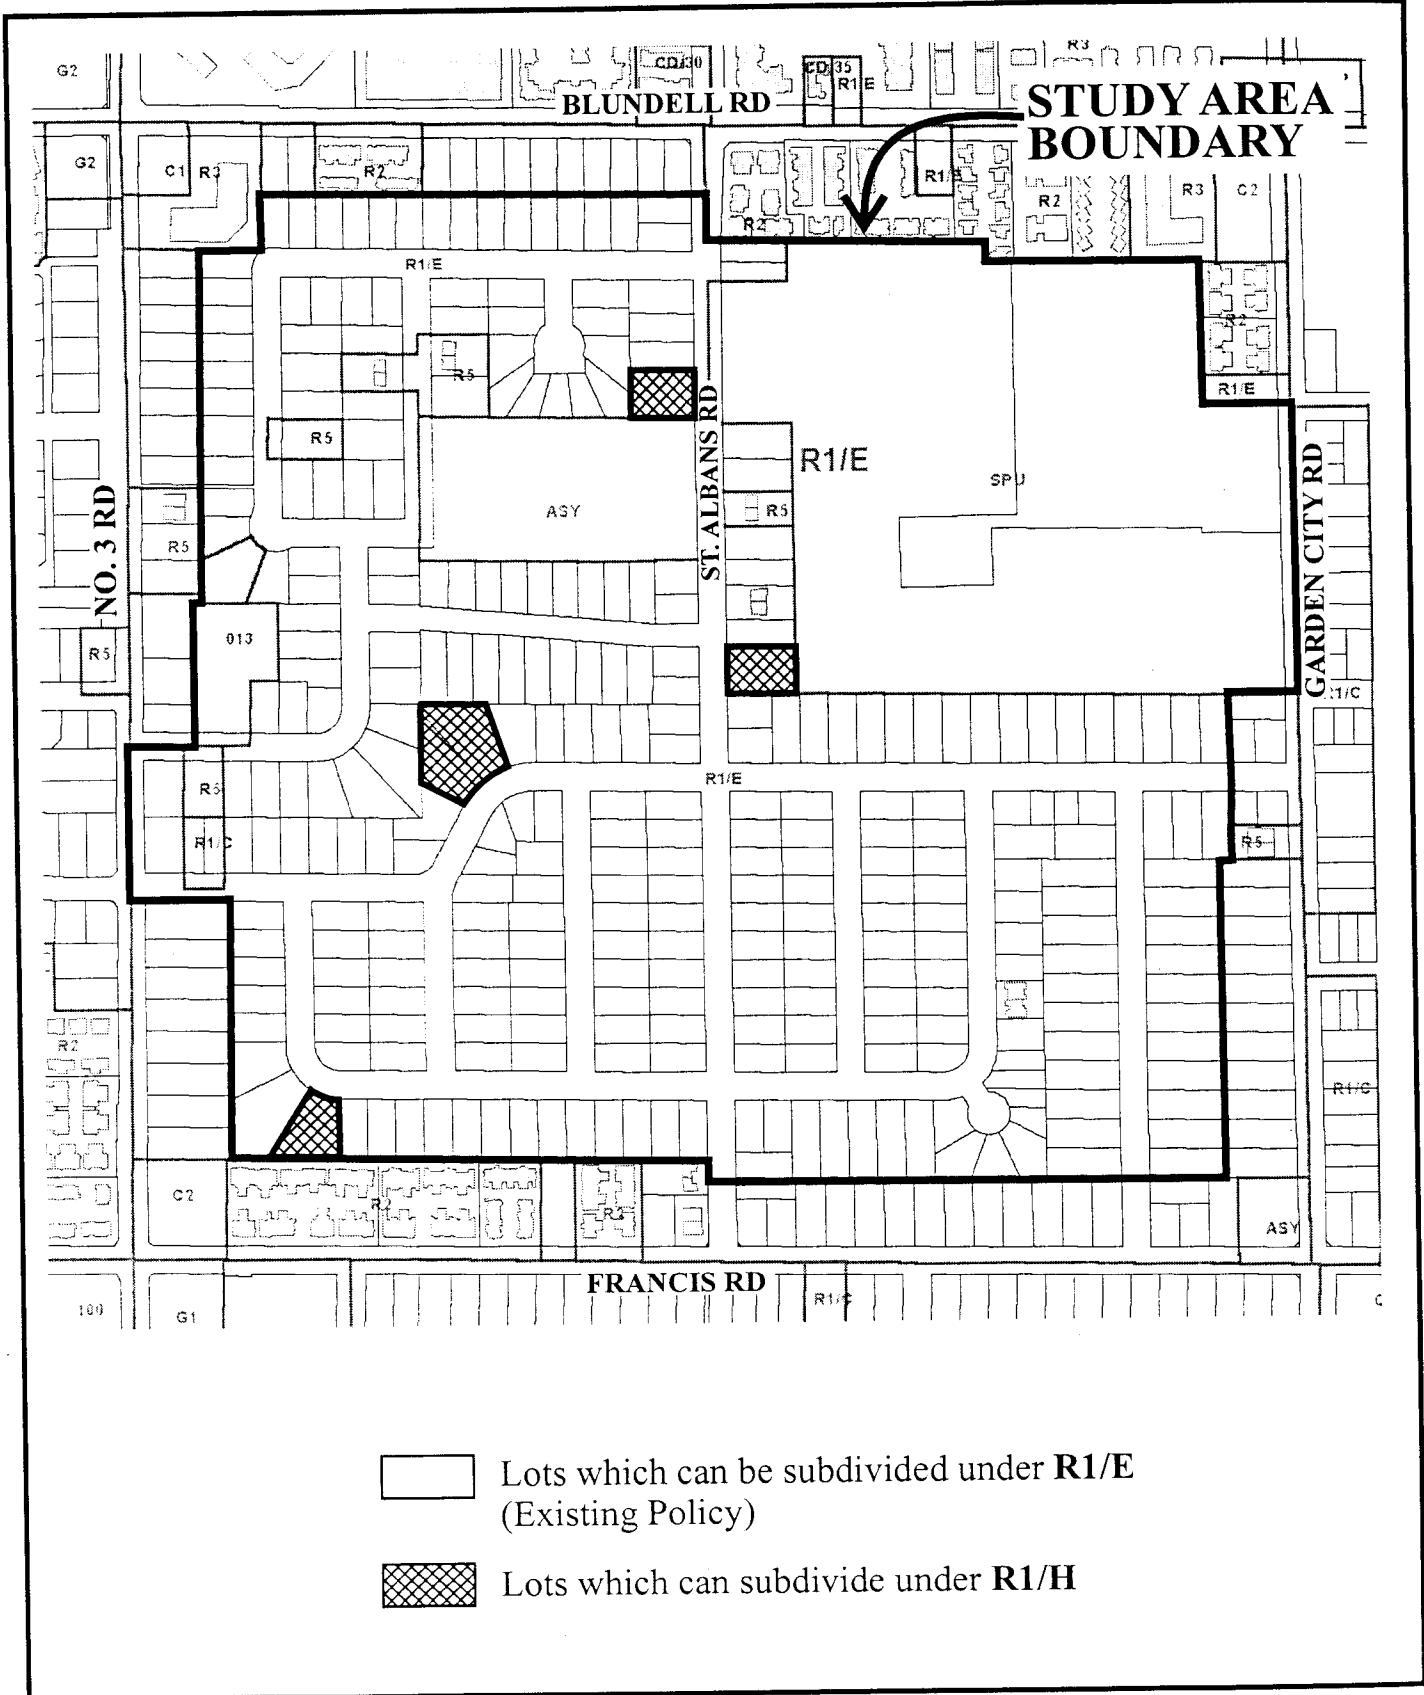 R3
G2
CD/30
CD/35
R1/E
BLUNDELL RD
STUDY AREA
BOUNDARY
G2
C1
R3
R2
R1/E
R2
R3
C2
R2
R1/E
R2
R5
R1/E
R5
ST. ALBANS RD
R1/E
SPU
NO. 3 RD
ASY
R5
GARDEN CITY RD
R5
013
R5
R1/C
R5
R1/E
R1/C
R5
R2
R1/C
C2
R2
R2
ASY
FRANCIS RD
100
G1
R1/C
Lots which can be subdivided under R1/E
(Existing Policy)
Lots which can subdivide under R1/H